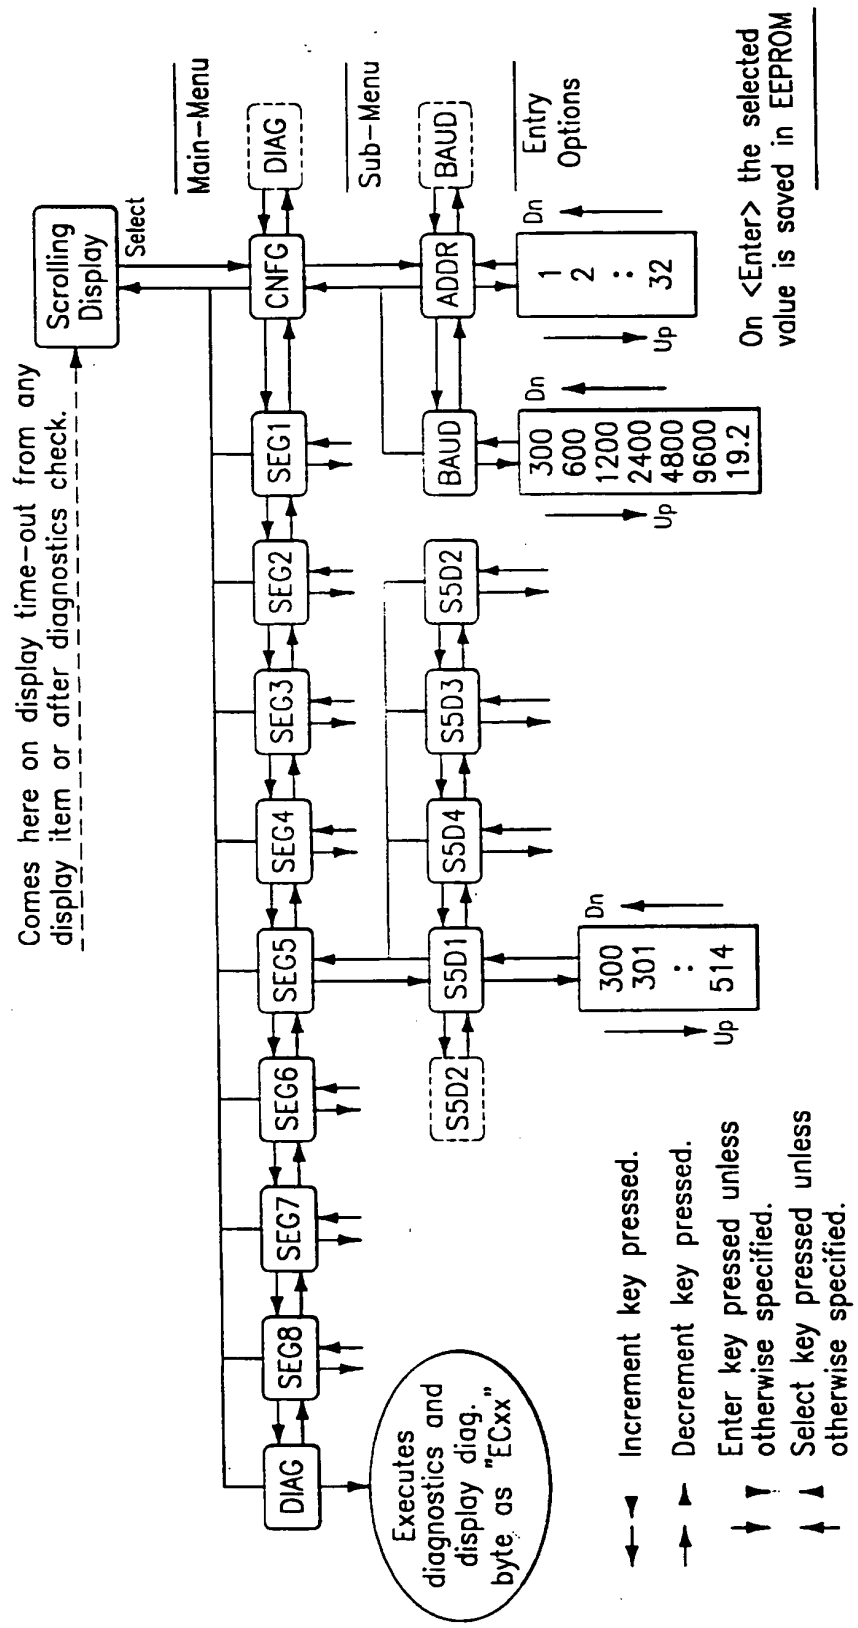 Comes here on display time-out from any
display item or after diagnostics check.
Scrolling
Display
Select
Main-Menu
DIAG
SEG8
SEG7
SEG6
SEG5
SEG4
SEG3
SEG2
SEG1
CNFG
DIAG
Sub-Menu
Executes
diagnostics and
display diag.
byte as "ECxx"
S5D2
S5D1
S5D4
S5D3
S5D2
BAUD
ADDR
BAUD
Entry
Options
Up
300
301
:
514
Dn
Up
300
600
1200
2400
4800
9600
19.2
Dn
Up
1
2
:
32
Dn
Increment key pressed.
Decrement key pressed.
Enter key pressed unless
otherwise specified.
Select key pressed unless
otherwise specified.
On <Enter> the selected
value is saved in EEPROM